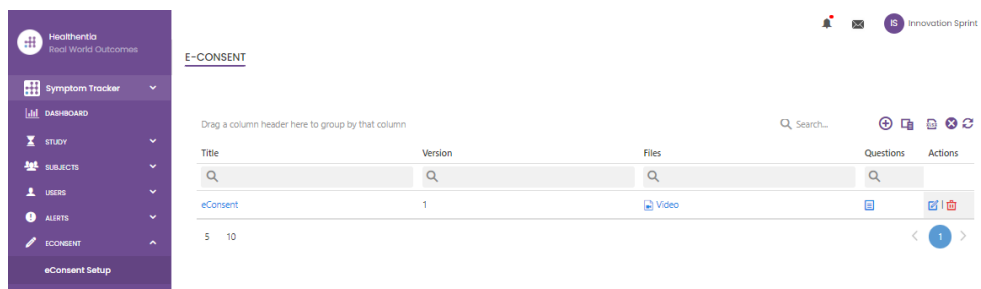 Healthentia
Real World Outcomes
IS Innovation Sprint
E-CONSENT
Symptom Tracker
DASHBOARD
STUDY
SUBJECTS
USERS
ALERTS
ECONSENT
eConsent Setup
Drag a column header here to group by that column
Search...
Title Version Files Questions Actions
eConsent 1 Video
5 10
1